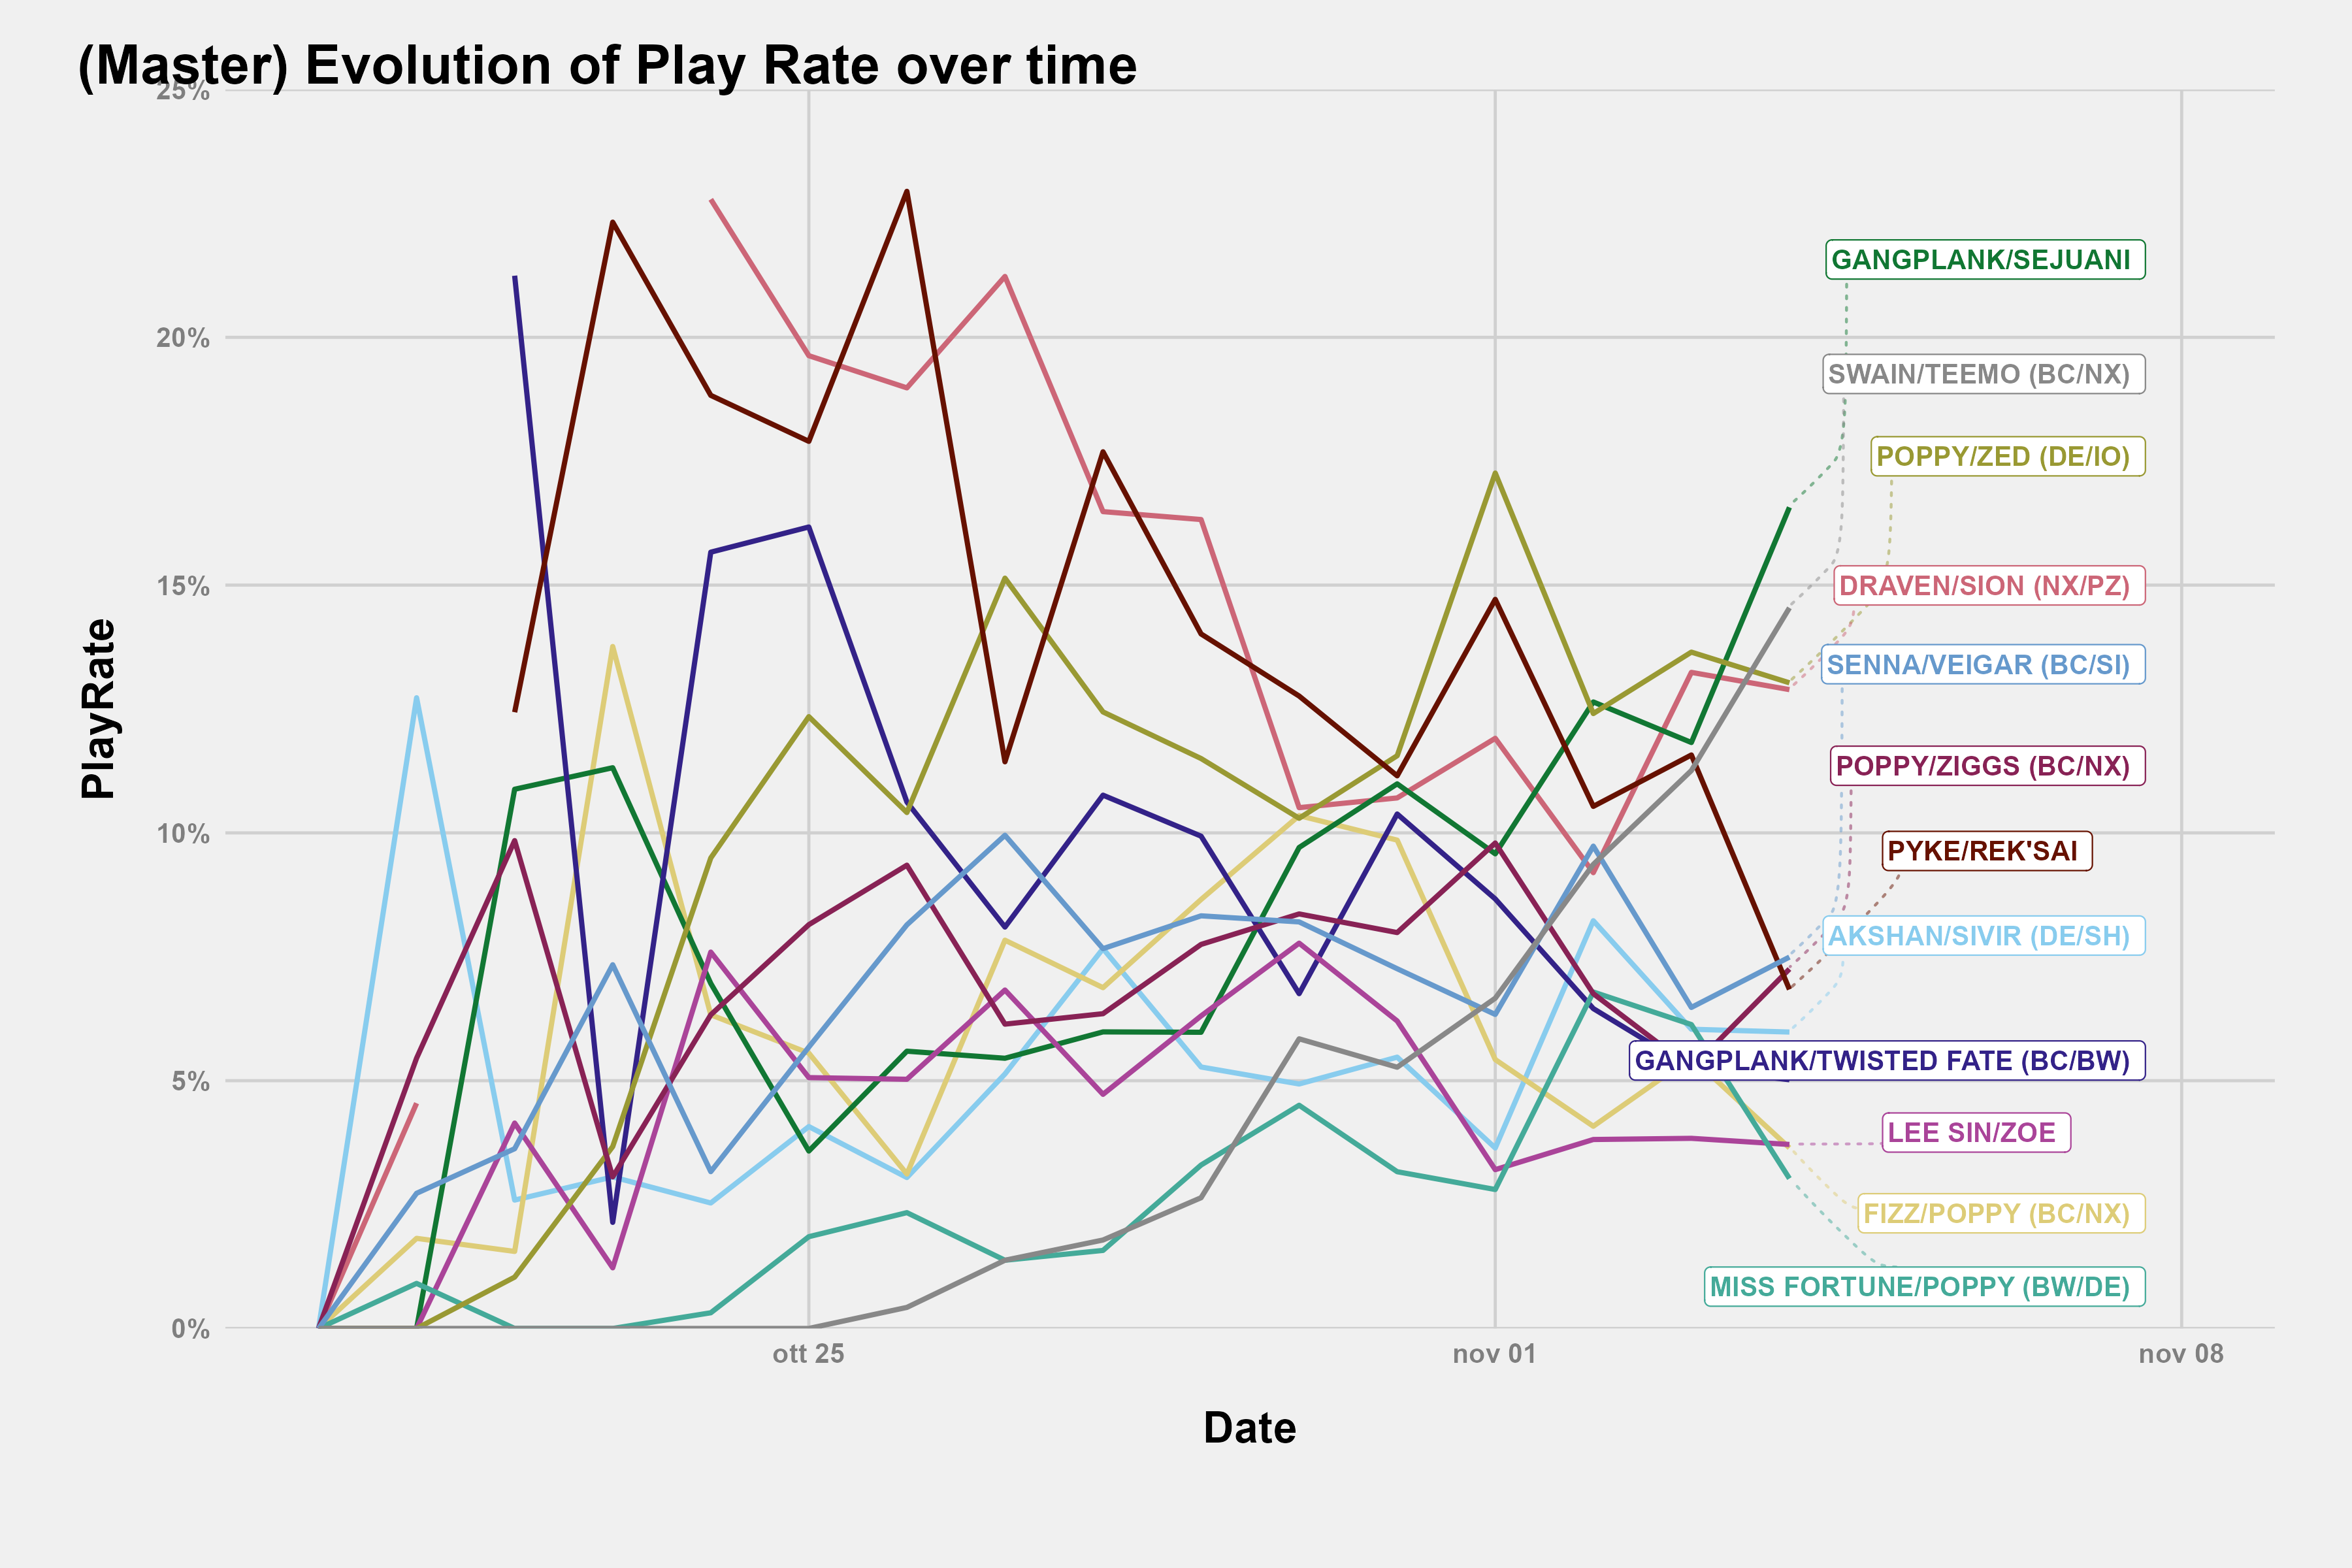 (Master) Evolution of Play Rate over time
25%
20%
15%
10%
5%
0%
PlayRate
GANGPLANK/SEJUANI
SWAIN/TEEMO (BC/NX)
POPPY/ZED (DE/IO)
DRAVEN/SION (NX/PZ)
SENNA/VEIGAR (BC/SI)
POPPY/ZIGGS (BC/NX)
PYKE/REK'SAI
AKSHAN/SIVIR (DE/SH)
GANGPLANK/TWISTED FATE (BC/BW)
LEE SIN/ZOE
FIZZ/POPPY (BC/NX)
MISS FORTUNE/POPPY (BW/DE)
ott 25
nov 01
nov 08
Date